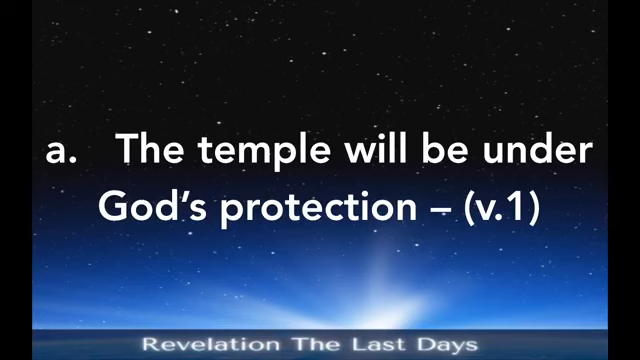 a. The temple will be under
God’s protection – (v.1)
Revelation The Last Days